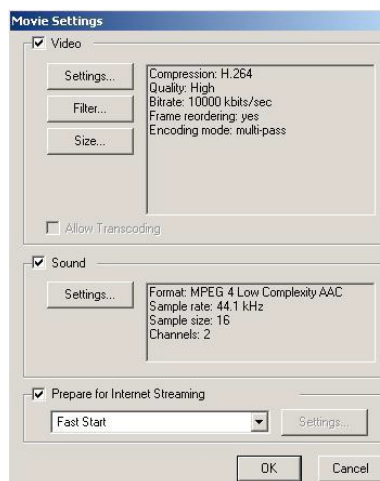 Movie Settings
Video
Settings...
Filter...
Size...
Compression: H.264
Quality: High
Bitrate: 10000 kbits/sec
Frame reordering: yes
Encoding mode: multi-pass
Allow Transcoding
Sound
Settings...
Format: MPEG 4 Low Complexity AAC
Sample rate: 44.1 kHz
Sample size: 16
Channels: 2
Prepare for Internet Streaming
Fast Start
Settings...
OK
Cancel